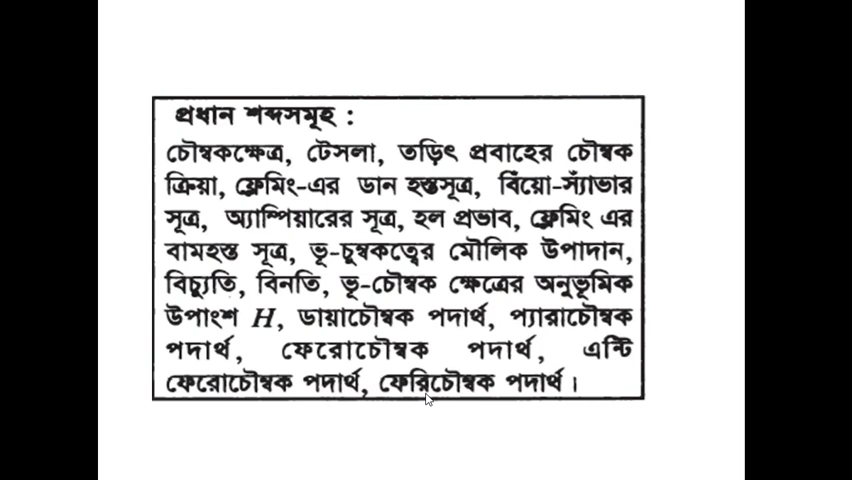 প্রধান শব্দসমূহ :
চৌম্বকক্ষেত্র, টেসলা, তড়িৎ প্রবাহের চৌম্বক
ক্রিয়া, ফ্লেমিং-এর ডান হস্তসূত্র, বিঁয়ো-স্যাঁভার
সূত্র, অ্যাম্পিয়ারের সূত্র, হল প্রভাব, ফ্লেমিং এর
বামহস্ত সূত্র, ভূ-চুম্বকত্বের মৌলিক উপাদান,
বিচ্যুতি, বিনতি, ভূ-চৌম্বক ক্ষেত্রের অনুভূমিক
উপাংশ H, ডায়াচৌম্বক পদার্থ, প্যারাচৌম্বক
পদার্থ, ফেরোচৌম্বক পদার্থ, এন্টি
ফেরোচৌম্বক পদার্থ, ফেরিচৌম্বক পদার্থ।